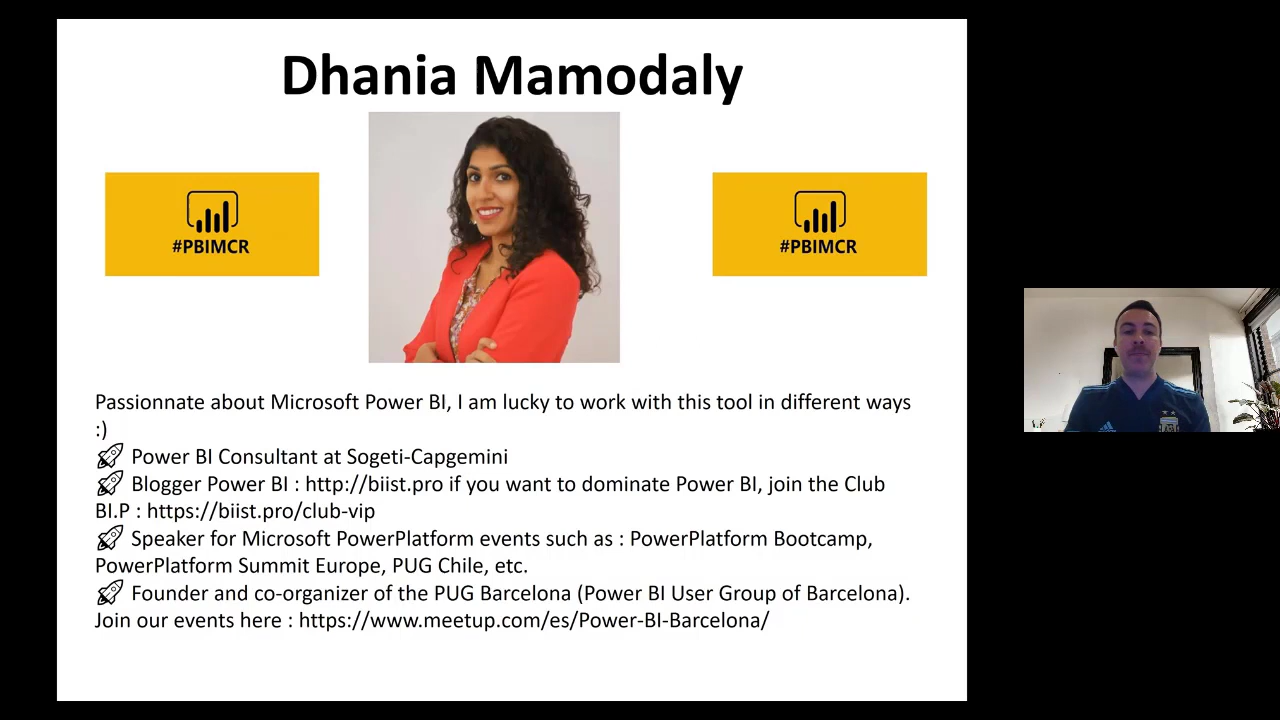 Dhania Mamodaly
#PBIMCR
#PBIMCR
Passionnate about Microsoft Power BI, I am lucky to work with this tool in different ways
:)
🚀 Power BI Consultant at Sogeti-Capgemini
🚀 Blogger Power BI : http://biist.pro if you want to dominate Power BI, join the Club
BI.P : https://biist.pro/club-vip
🚀 Speaker for Microsoft PowerPlatform events such as : PowerPlatform Bootcamp,
PowerPlatform Summit Europe, PUG Chile, etc.
🚀 Founder and co-organizer of the PUG Barcelona (Power BI User Group of Barcelona).
Join our events here : https://www.meetup.com/es/Power-BI-Barcelona/